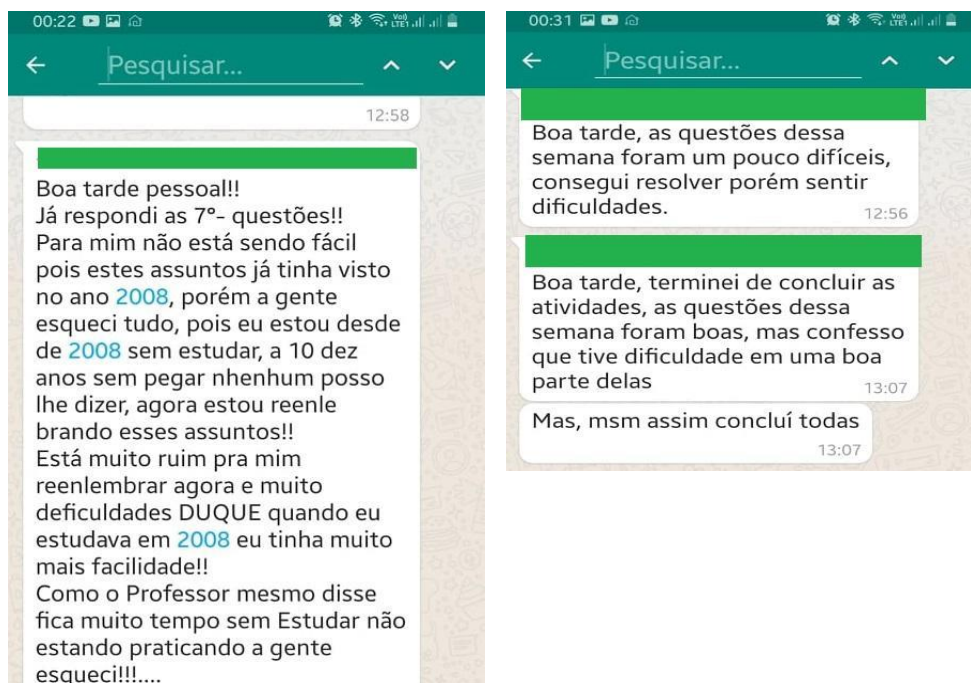 00:22
Voi) LTE1
Pesquisar...
12:58
Boa tarde pessoal!!
Já respondi as 7º- questões!!
Para mim não está sendo fácil
pois estes assuntos já tinha visto
no ano 2008, porém a gente
esqueci tudo, pois eu estou desde
de 2008 sem estudar, a 10 dez
anos sem pegar nhenhum posso
lhe dizer, agora estou reenle
brando esses assuntos!!
Está muito ruim pra mim
reenlembrar agora e muito
deficuldades DUQUE quando eu
estudava em 2008 eu tinha muito
mais facilidade!!
Como o Professor mesmo disse
fica muito tempo sem Estudar não
estando praticando a gente
esqueci!!!....
00:31
Voi) LTE1
Pesquisar...
Boa tarde, as questões dessa
semana foram um pouco difíceis,
consegui resolver porém sentir
dificuldades.
12:56
Boa tarde, terminei de concluir as
atividades, as questões dessa
semana foram boas, mas confesso
que tive dificuldade em uma boa
parte delas
13:07
Mas, msm assim concluí todas
13:07